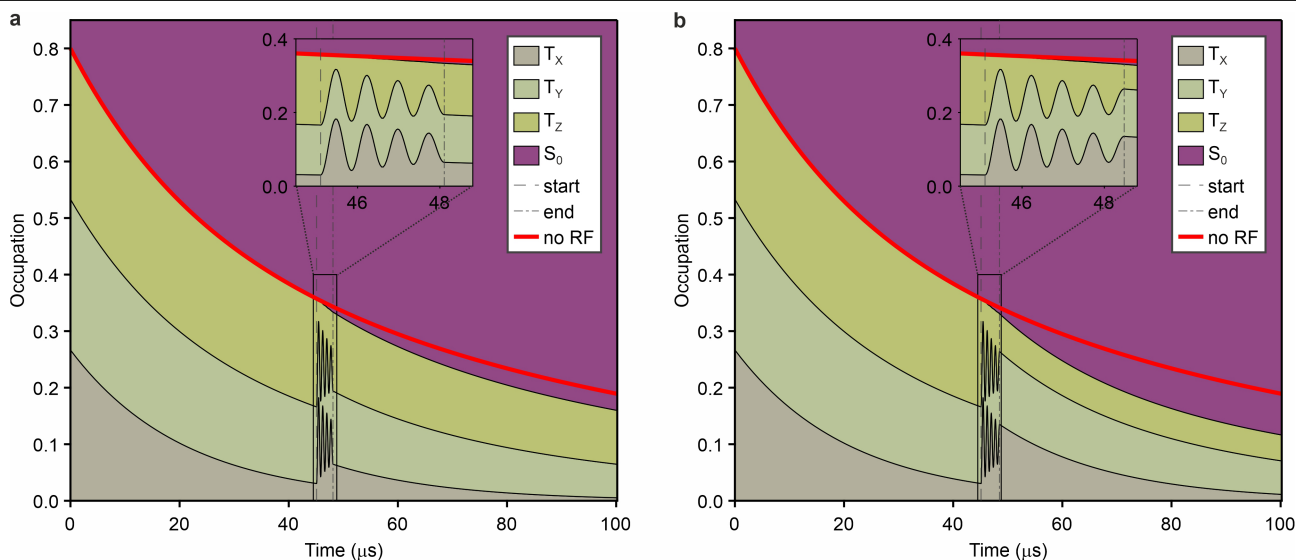 a
0.8
0.7
0.6
0.5
0.4
0.3
0.2
0.1
0.0
Occupation
0 20 40 60 80 100
Time (μs)
0.4
0.2
0.0
46 48
T_X
T_Y
T_Z
S_0
start
end
no RF
b
0.8
0.7
0.6
0.5
0.4
0.3
0.2
0.1
0.0
Occupation
0 20 40 60 80 100
Time (μs)
0.4
0.2
0.0
46 48
T_X
T_Y
T_Z
S_0
start
end
no RF